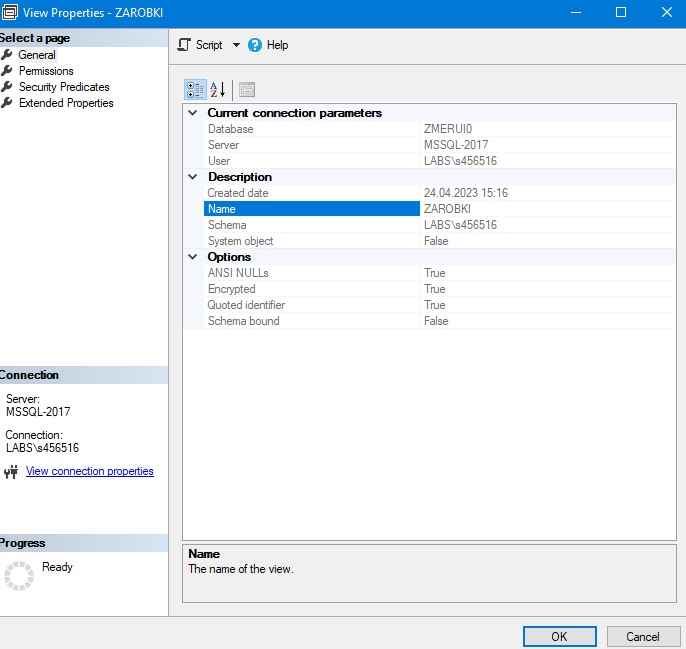 View Properties - ZAROBKI
Select a page
General
Permissions
Security Predicates
Extended Properties
Connection
Server:
MSSQL-2017
Connection:
LABS\s456516
View connection properties
Progress
Ready
Script
Help
Current connection parameters
Database ZMERUI0
Server MSSQL-2017
User LABS\s456516
Description
Created date 24.04.2023 15:16
Name ZAROBKI
Schema LABS\s456516
System object False
Options
ANSI NULLs True
Encrypted True
Quoted identifier True
Schema bound False
Name
The name of the view.
OK
Cancel